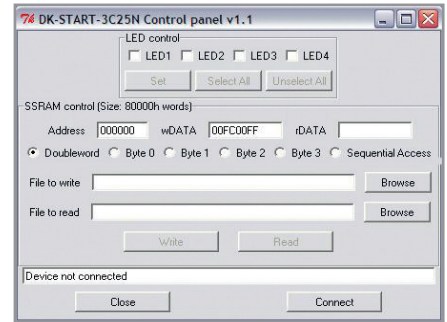 DK-START-3C25N Control panel v1.1
LED control
LED1 LED2 LED3 LED4
Set Select All Unselect All
SSRAM control (Size: 80000h words)
Address 000000 wDATA 00FC00FF rDATA
Doubleword Byte 0 Byte 1 Byte 2 Byte 3 Sequential Access
File to write Browse
File to read Browse
Write Read
Device not connected
Close Connect